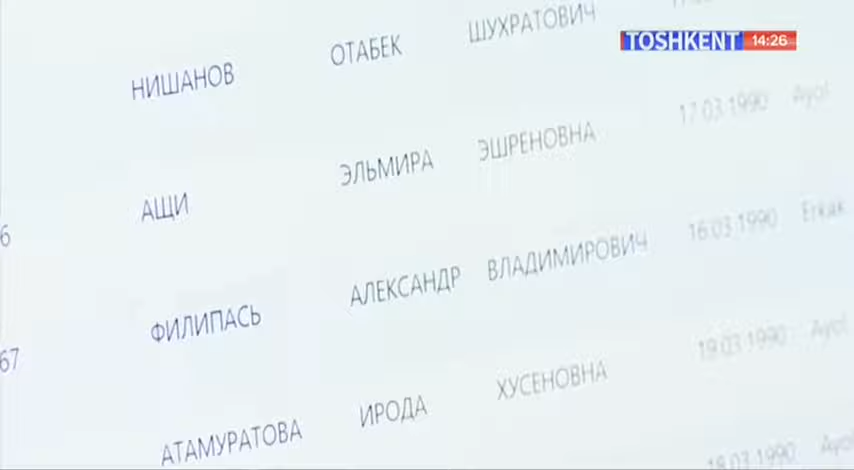 TOSHKENT 14:26
НИШАНОВ ОТАБЕК ШУХРАТОВИЧ
АЩИ ЭЛЬМИРА ЭШРЕНОВНА 17.03.1990 Ayol
6
ФИЛИПАСЬ АЛЕКСАНДР ВЛАДИМИРОВИЧ 16.03.1990 Erkak
67
АТАМУРАТОВА ИРОДА ХУСЕНОВНА 19.03.1990 Ayol
18.03.1990 Ayol